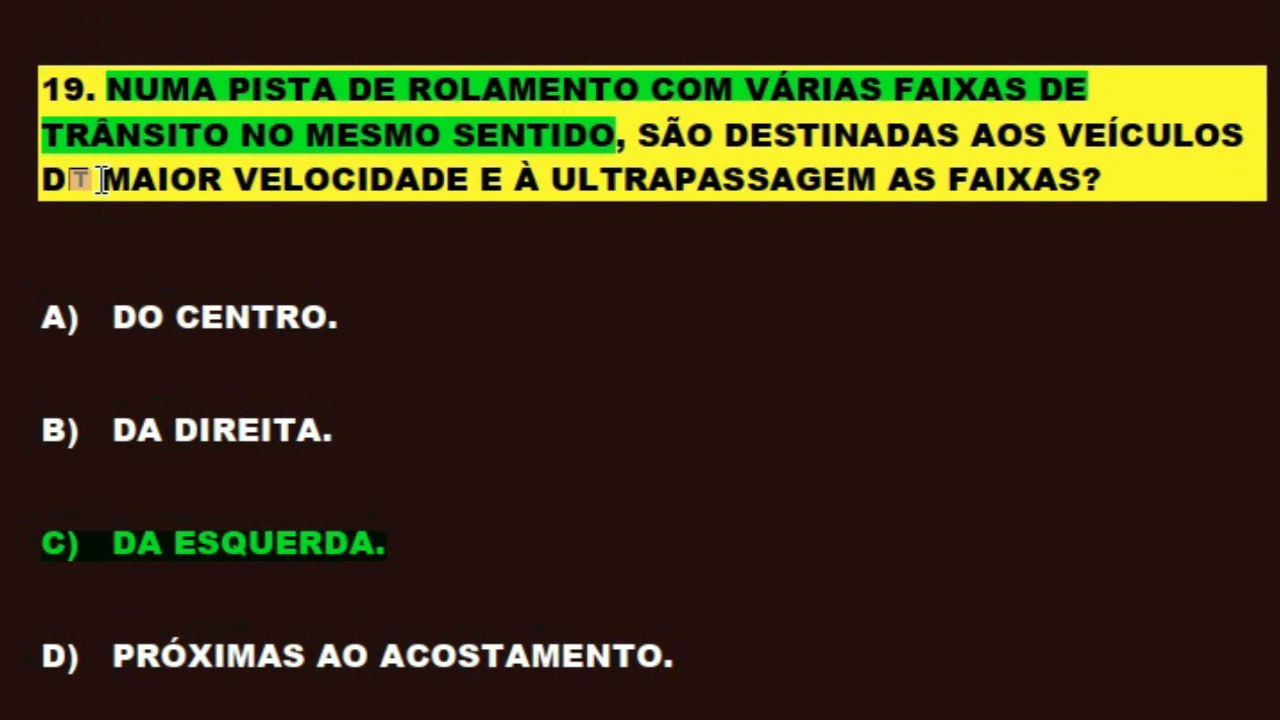 19. NUMA PISTA DE ROLAMENTO COM VÁRIAS FAIXAS DE
TRÂNSITO NO MESMO SENTIDO, SÃO DESTINADAS AOS VEÍCULOS
MAIOR VELOCIDADE E À ULTRAPASSAGEM AS FAIXAS?
A) DO CENTRO.
B) DA DIREITA.
C) DA ESQUERDA.
D) PRÓXIMAS AO ACOSTAMENTO.